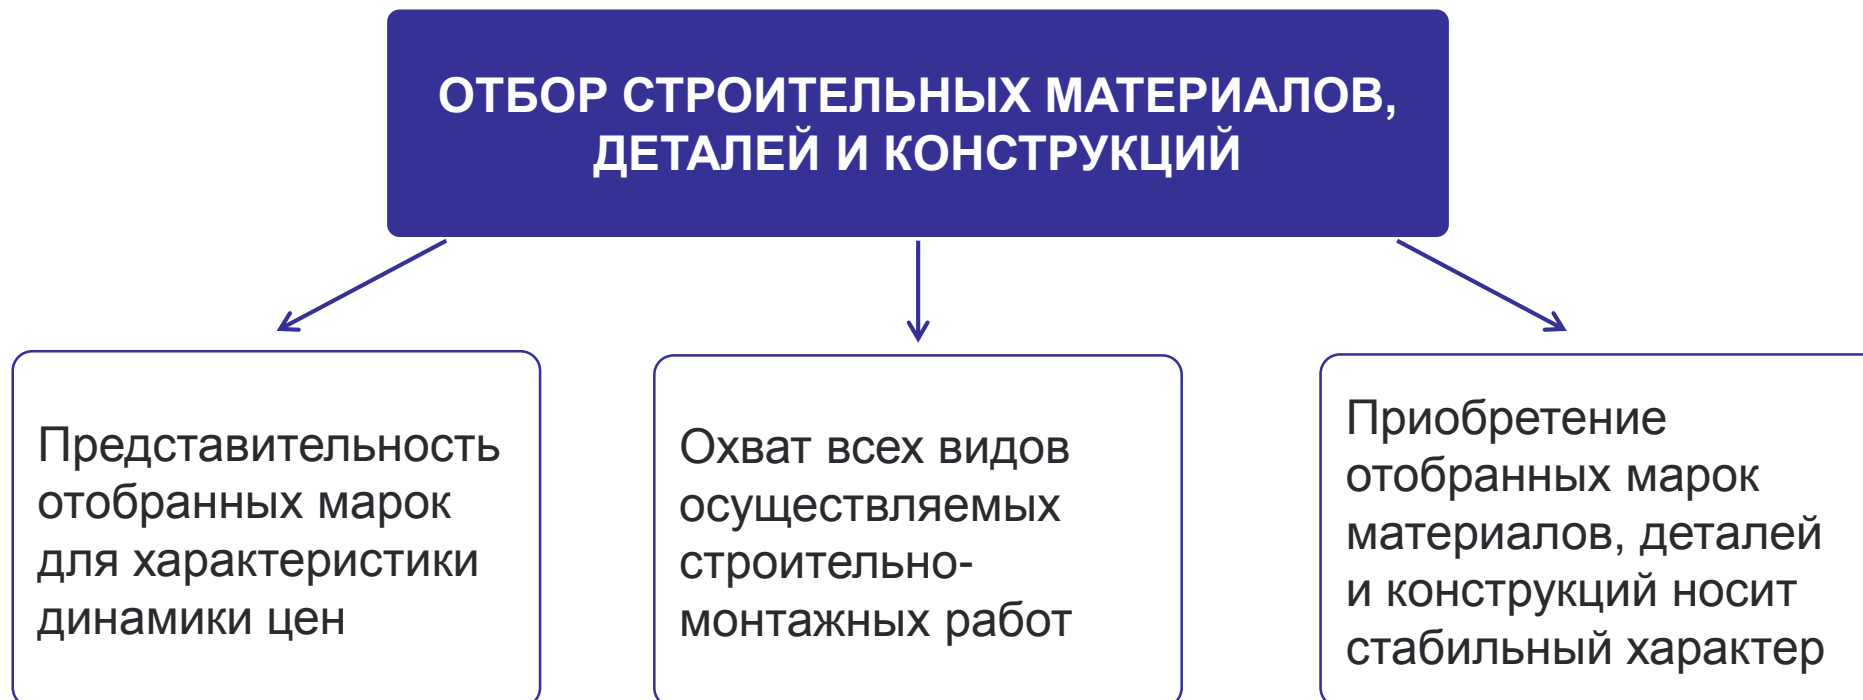 ОТБОР СТРОИТЕЛЬНЫХ МАТЕРИАЛОВ,
ДЕТАЛЕЙ И КОНСТРУКЦИЙ
Представительность
отобранных марок
для характеристики
динамики цен
Охват всех видов
осуществляемых
строительно-
монтажных работ
Приобретение
отобранных марок
материалов, деталей
и конструкций носит
стабильный характер